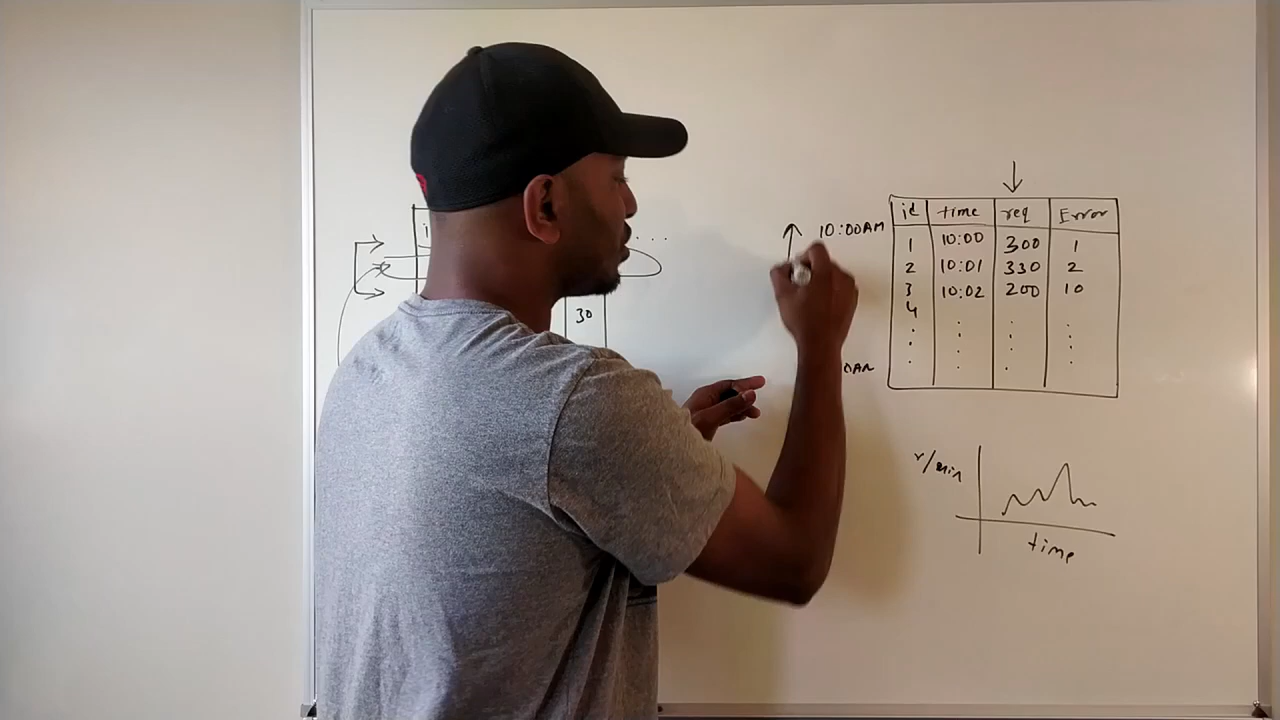 10:00AM
id time req Error
1 10:00 300 1
2 10:01 330 2
3 10:02 200 10
4
30
r/min
time